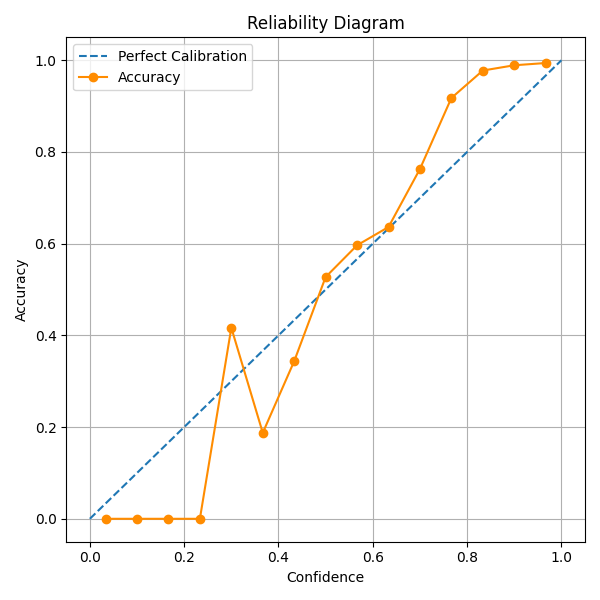 Reliability Diagram
Perfect Calibration
Accuracy
1.0
0.8
0.6
0.4
0.2
0.0
Accuracy
0.0 0.2 0.4 0.6 0.8 1.0
Confidence